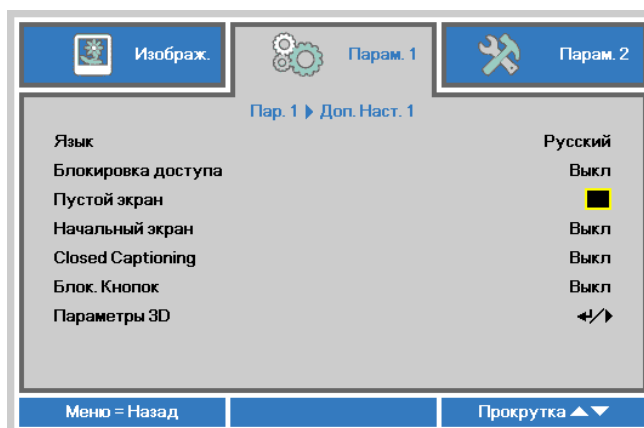 Изображ. Парам. 1 Парам. 2
Пар. 1 Доп. Наст. 1
Язык Русский
Блокировка доступа Выкл
Пустой экран
Начальный экран Выкл
Closed Captioning Выкл
Блок. Кнопок Выкл
Параметры 3D
Меню = Назад Прокрутка